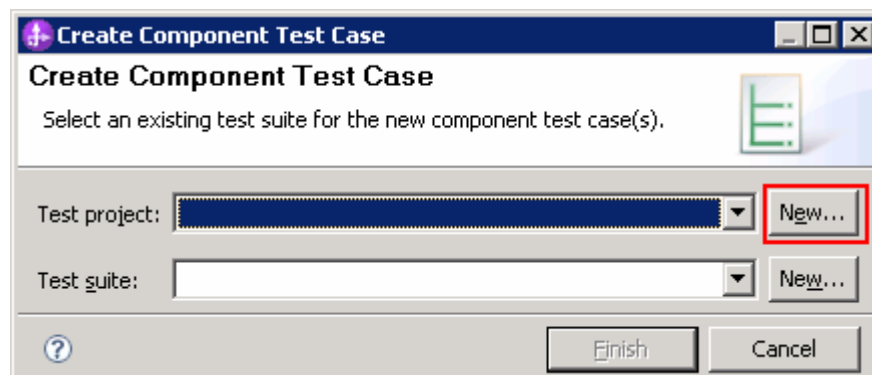 Create Component Test Case
Create Component Test Case
Select an existing test suite for the new component test case(s).
Test project: New...
Test suite: New...
? Finish Cancel